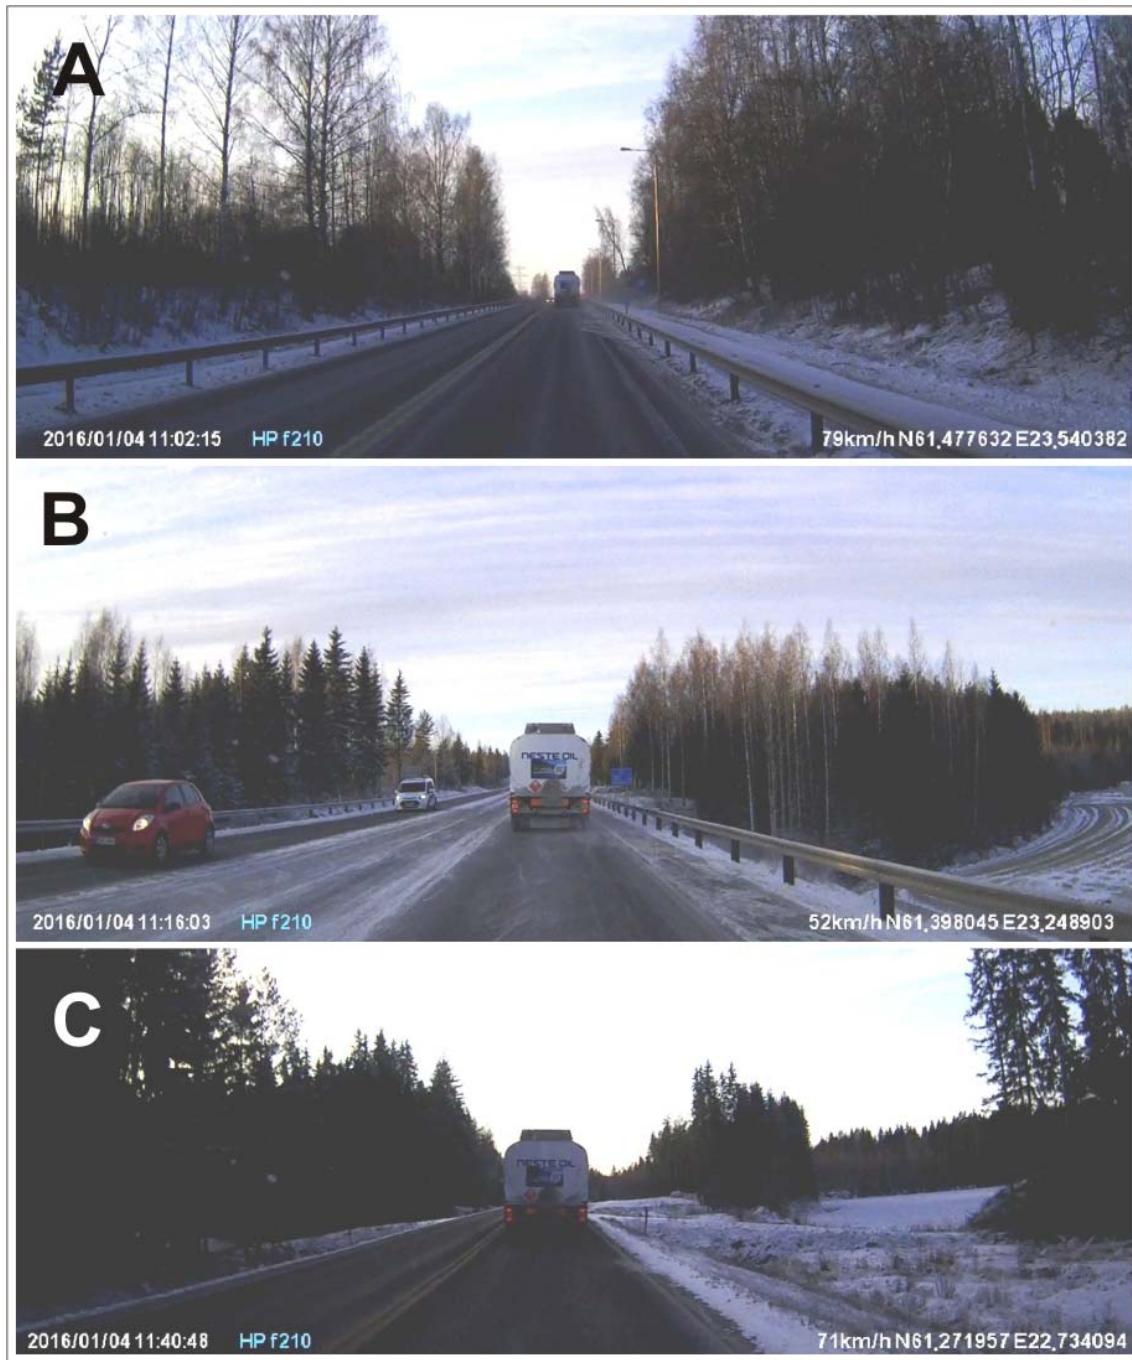 A
2016/01/04 11:02:15 HP f210 79km/h N61.477632 E23.540382
B
NESTE OIL
2016/01/04 11:16:03 HP f210 52km/h N61.398045 E23.248903
C
NESTE OIL
2016/01/04 11:40:48 HP f210 71km/h N61.271957 E22.734094